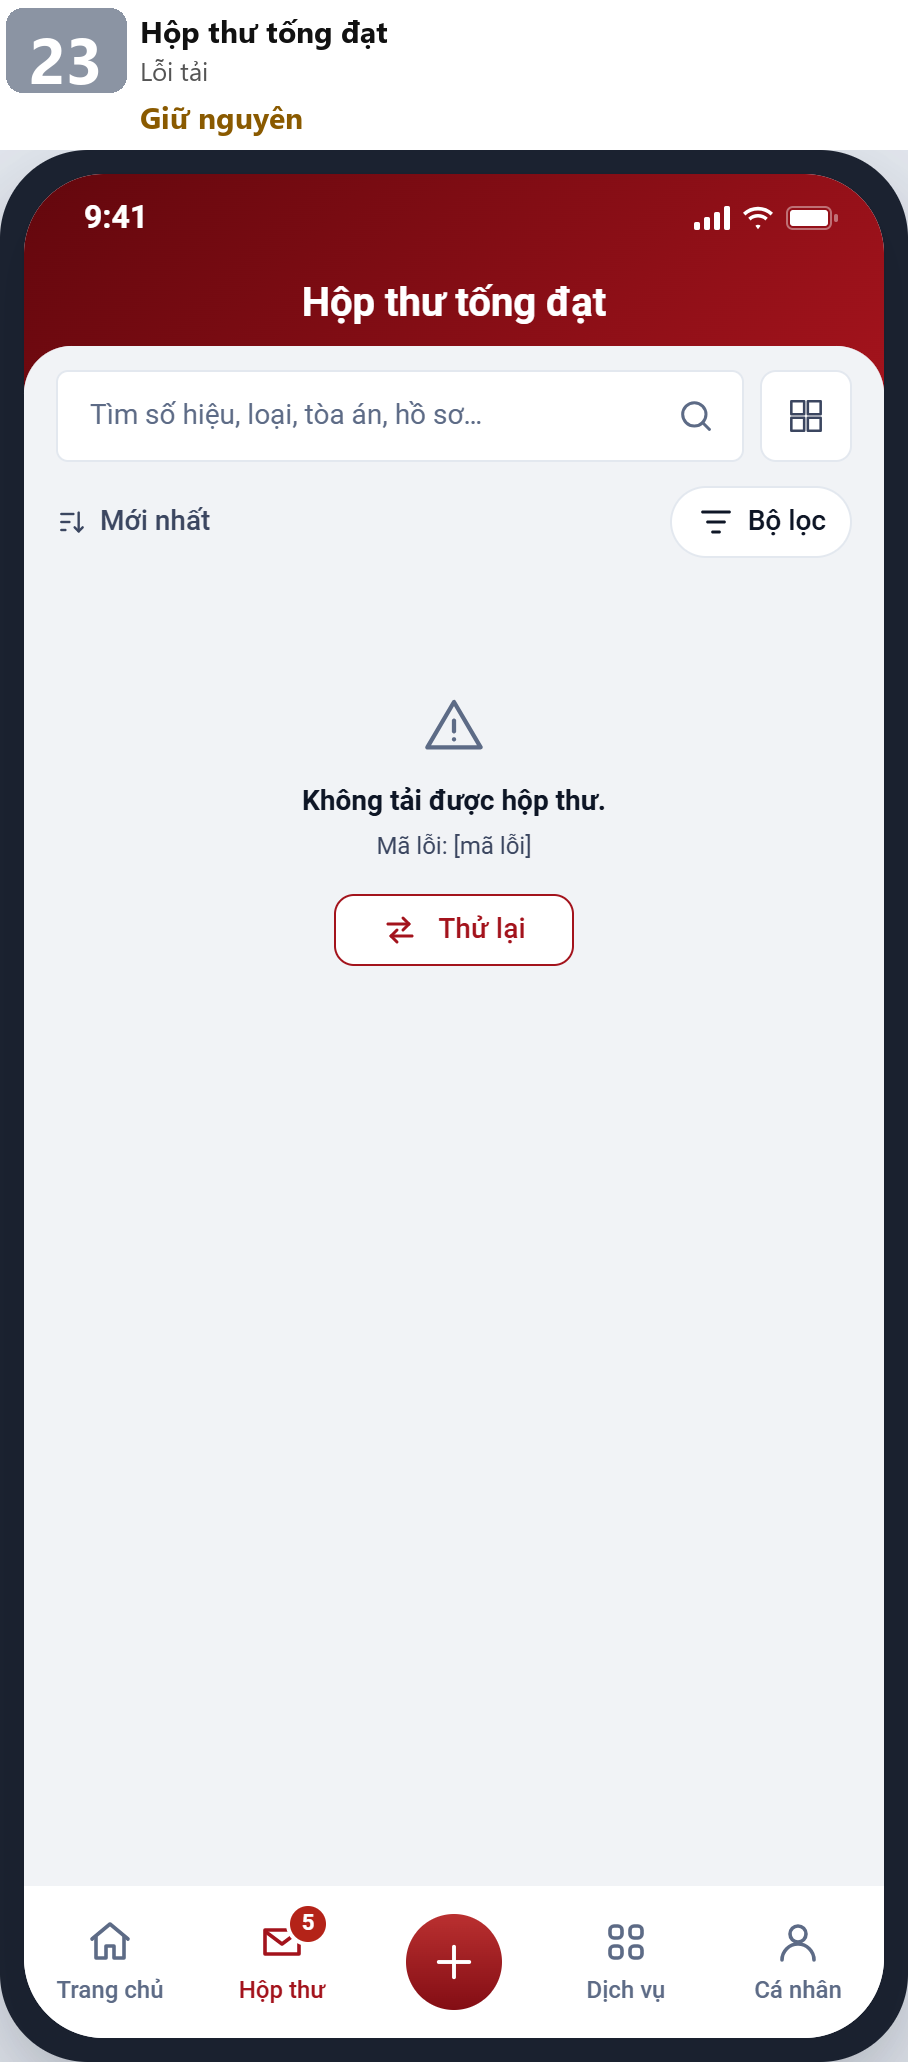 23
Hộp thư tống đạt
Lỗi tải
Giữ nguyên
9:41
Hộp thư tống đạt
Tìm số hiệu, loại, tòa án, hồ sơ...
Mới nhất
Bộ lọc
Không tải được hộp thư.
Mã lỗi: [mã lỗi]
Thử lại
5
Trang chủ
Hộp thư
Dịch vụ
Cá nhân